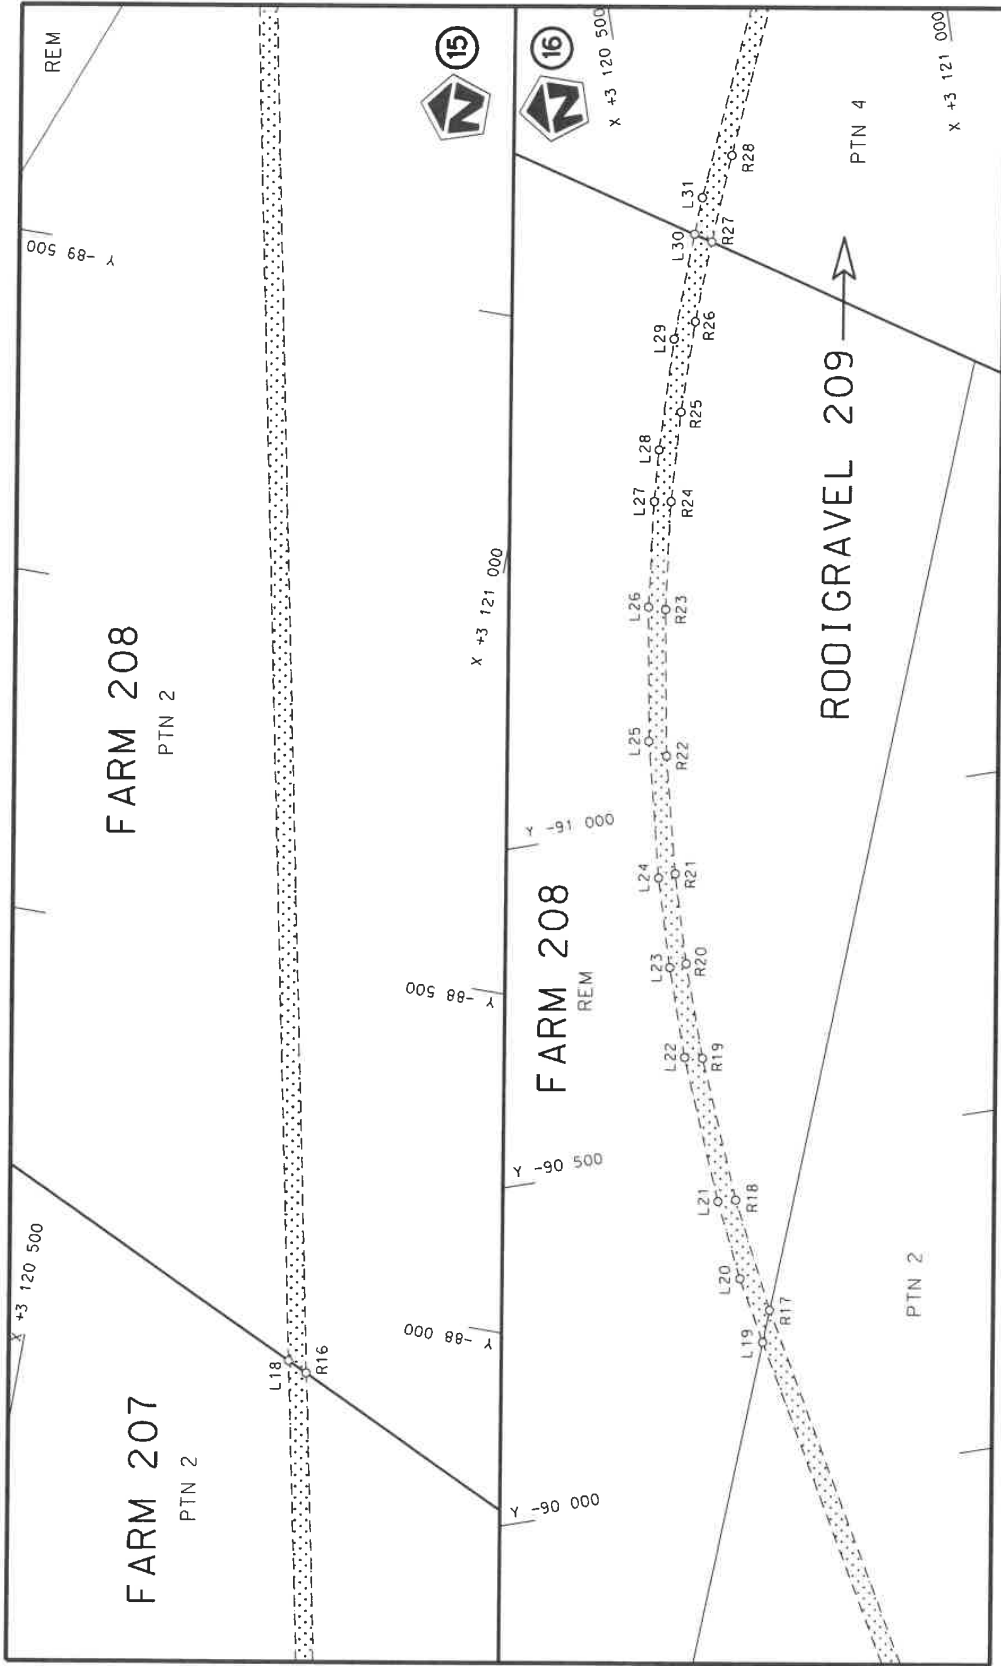 REM
15
Y -89 500
FARM 208
PTN 2
X +3 121 000
Y -88 500
X +3 120 500
Y -88 000
L18
R16
FARM 207
PTN 2
N
16
N
X +3 120 500
X +3 121 000
PTN 4
R28
L31
L30
R27
L29
R26
R25
L28
L27
R24
L26
R23
L25
R22
ROOIGRAVEL 209
Y -91 000
L24
R21
FARM 208
REM
L23
R20
L22
R19
Y -90 500
L21
R18
L20
L19
R17
PTN 2
Y -90 000